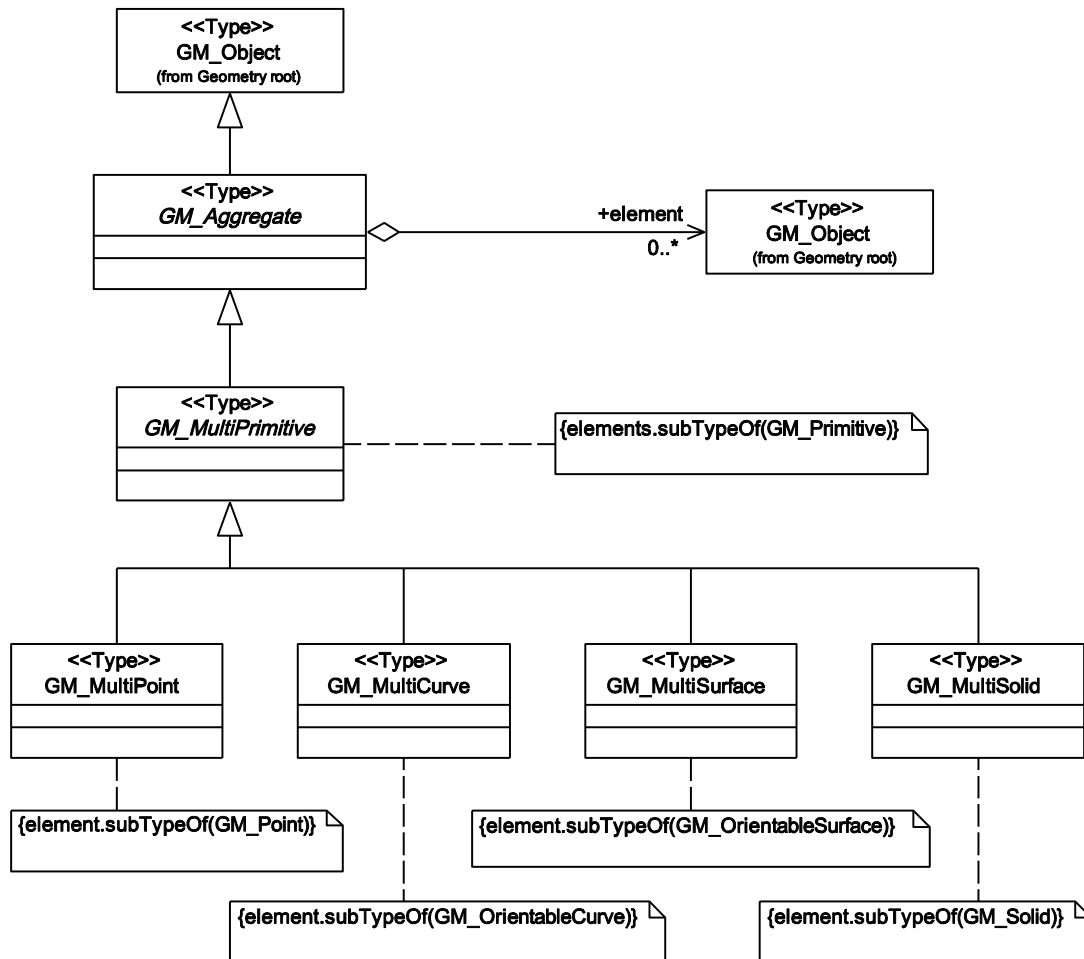 <<Type>>
GM_Object
(from Geometry root)
<<Type>>
GM_Aggregate
+element
0..*
<<Type>>
GM_Object
(from Geometry root)
<<Type>>
GM_MultiPrimitive
{elements.subTypeOf(GM_Primitive)}
<<Type>>
GM_MultiPoint
<<Type>>
GM_MultiCurve
<<Type>>
GM_MultiSurface
<<Type>>
GM_MultiSolid
{element.subTypeOf(GM_Point)}
{element.subTypeOf(GM_OrientableSurface)}
{element.subTypeOf(GM_OrientableCurve)}
{element.subTypeOf(GM_Solid)}